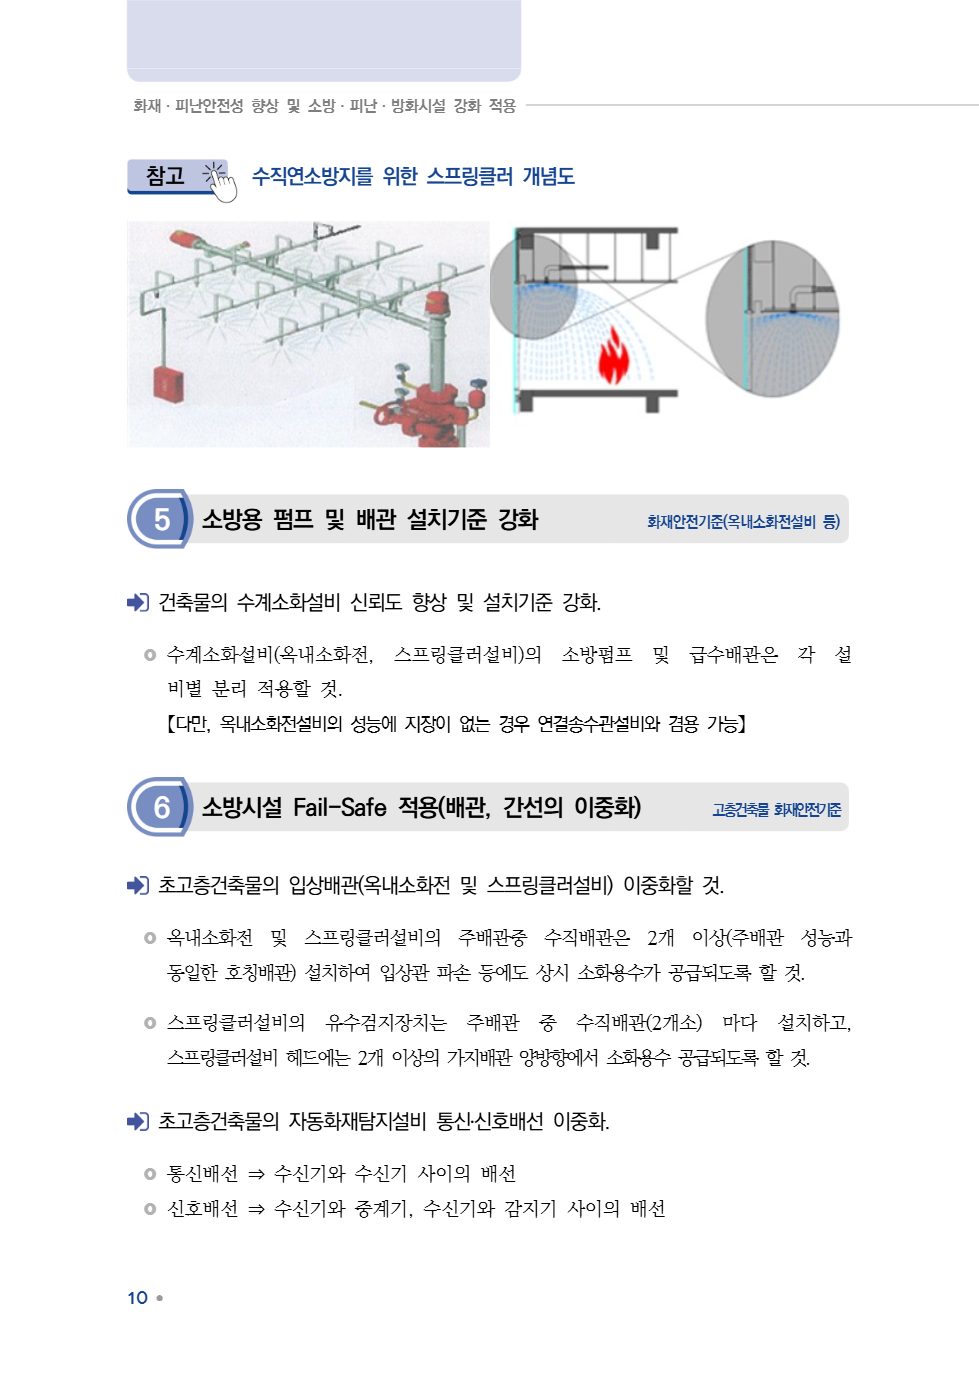 화재·피난안전성 향상 및 소방·피난·방화시설 강화 적용
참고 수직연소방지를 위한 스프링클러 개념도
5 소방용 펌프 및 배관 설치기준 강화 화재안전기준(옥내소화전설비 등)
건축물의 수계소화설비 신뢰도 향상 및 설치기준 강화.
수계소화설비(옥내소화전, 스프링클러설비)의 소방펌프 및 급수배관은 각 설
비별 분리 적용할 것.
【다만, 옥내소화전설비의 성능에 지장이 없는 경우 연결송수관설비와 겸용 가능】
6 소방시설 Fail-Safe 적용(배관, 간선의 이중화) 고층건축물 화재안전기준
초고층건축물의 입상배관(옥내소화전 및 스프링클러설비) 이중화할 것.
옥내소화전 및 스프링클러설비의 주배관중 수직배관은 2개 이상(주배관 성능과
동일한 호칭배관) 설치하여 입상관 파손 등에도 상시 소화용수가 공급되도록 할 것.
스프링클러설비의 유수검지장치는 주배관 중 수직배관(2개소) 마다 설치하고,
스프링클러설비 헤드에는 2개 이상의 가지배관 양방향에서 소화용수 공급되도록 할 것.
초고층건축물의 자동화재탐지설비 통신·신호배선 이중화.
통신배선 ⇒ 수신기와 수신기 사이의 배선
신호배선 ⇒ 수신기와 중계기, 수신기와 감지기 사이의 배선
10